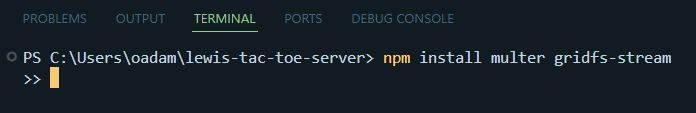 PROBLEMS OUTPUT TERMINAL PORTS DEBUG CONSOLE
PS C:\Users\oadam\lewis-tac-toe-server> npm install multer gridfs-stream
>>